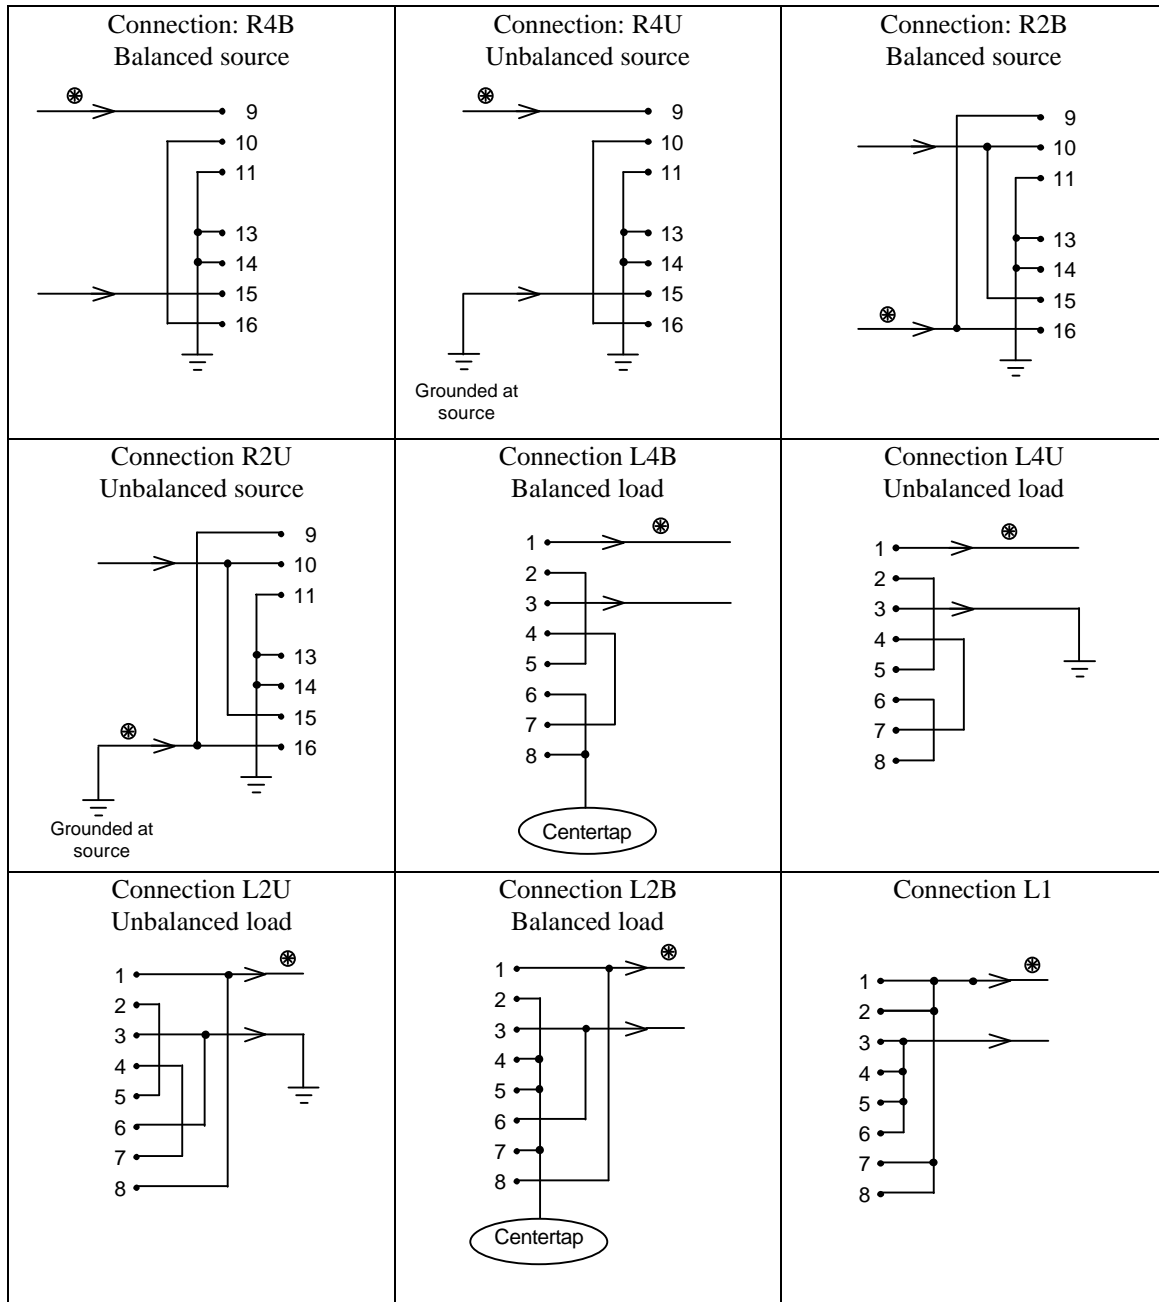 Connection: R4B
Balanced source
9
10
11
13
14
15
16
Connection: R4U
Unbalanced source
9
10
11
13
14
15
16
Grounded at
source
Connection: R2B
Balanced source
9
10
11
13
14
15
16
Connection R2U
Unbalanced source
9
10
11
13
14
15
16
Grounded at
source
Connection L4B
Balanced load
1
2
3
4
5
6
7
8
Centertap
Connection L4U
Unbalanced load
1
2
3
4
5
6
7
8
Connection L2U
Unbalanced load
1
2
3
4
5
6
7
8
Connection L2B
Balanced load
1
2
3
4
5
6
7
8
Centertap
Connection L1
1
2
3
4
5
6
7
8